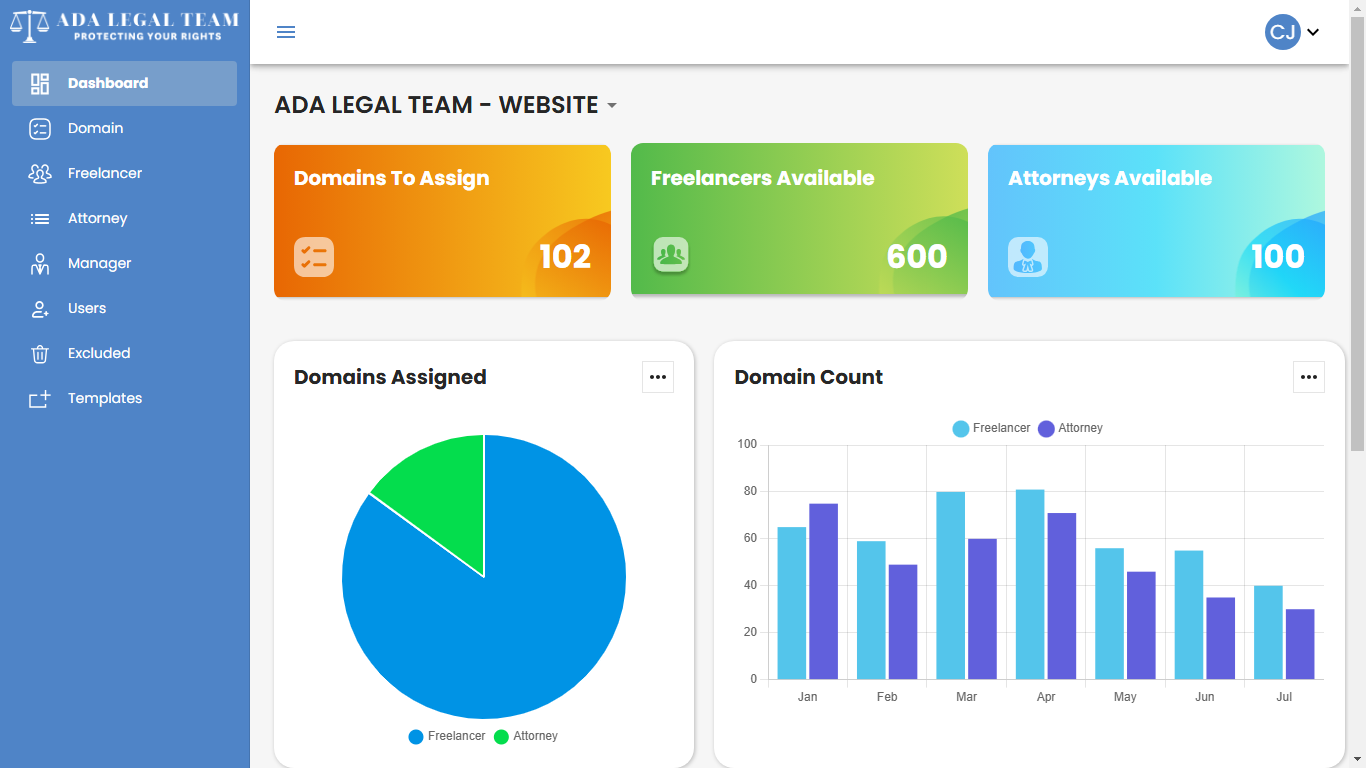 ADA LEGAL TEAM
PROTECTING YOUR RIGHTS
CJ
Dashboard
Domain
Freelancer
Attorney
Manager
Users
Excluded
Templates
ADA LEGAL TEAM - WEBSITE
Domains To Assign
102
Freelancers Available
600
Attorneys Available
100
Domains Assigned
Freelancer Attorney
Domain Count
Freelancer Attorney
100
80
60
40
20
0
Jan Feb Mar Apr May Jun Jul